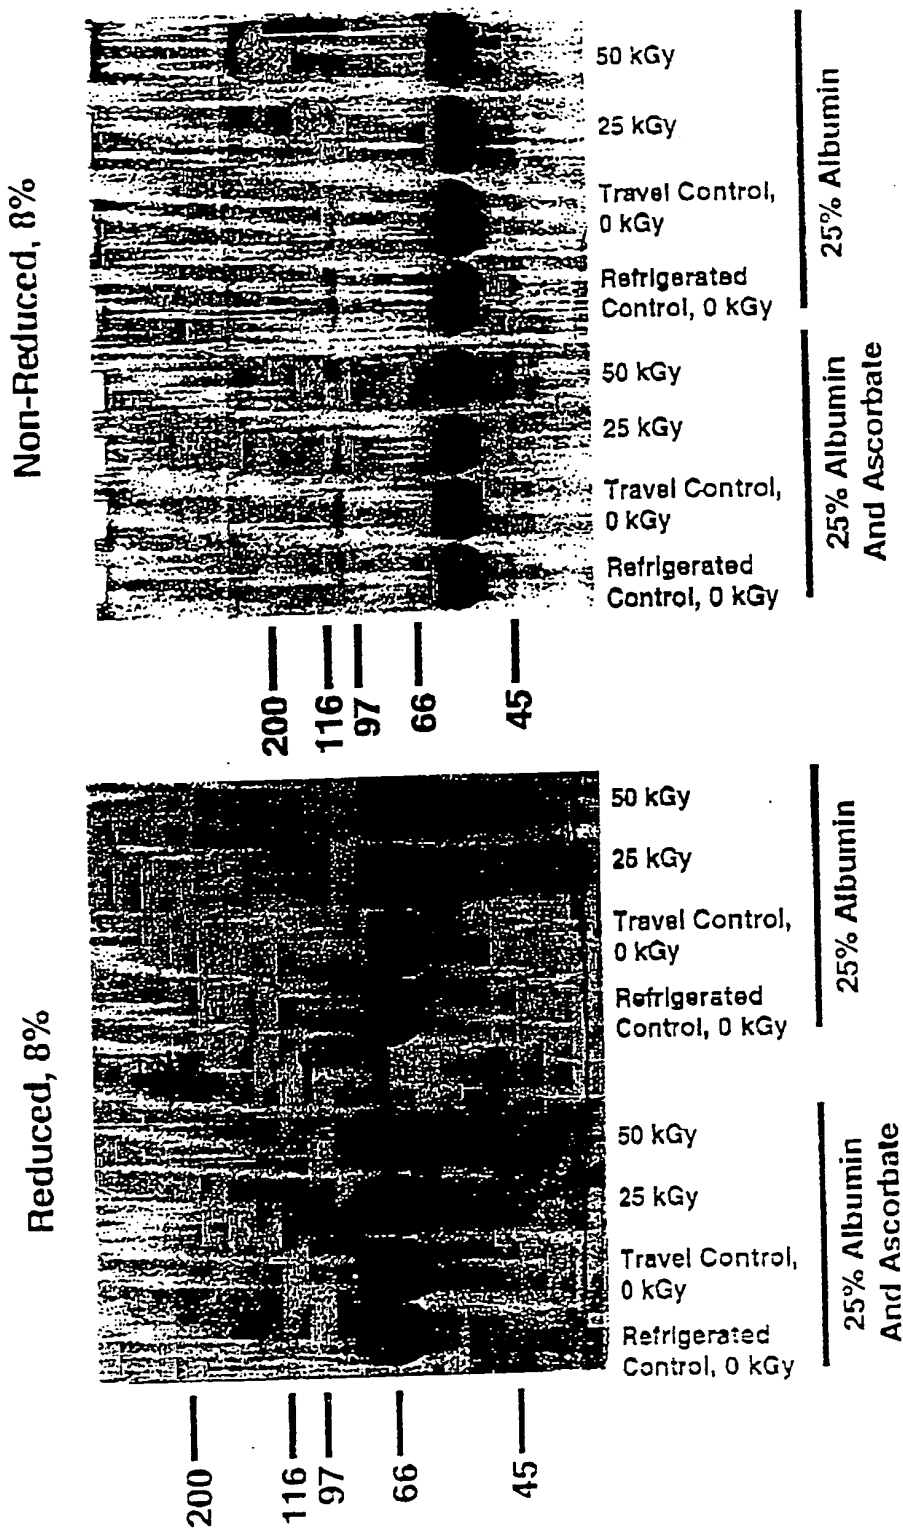 Non-Reduced, 8%
50 kGy
25 kGy
Travel Control,
0 kGy
Refrigerated
Control, 0 kGy
25% Albumin
50 kGy
25 kGy
Travel Control,
0 kGy
Refrigerated
Control, 0 kGy
25% Albumin
And Ascorbate
200
116
97
66
45
Reduced, 8%
50 kGy
25 kGy
Travel Control,
0 kGy
Refrigerated
Control, 0 kGy
25% Albumin
50 kGy
25 kGy
Travel Control,
0 kGy
Refrigerated
Control, 0 kGy
25% Albumin
And Ascorbate
200
116
97
66
45